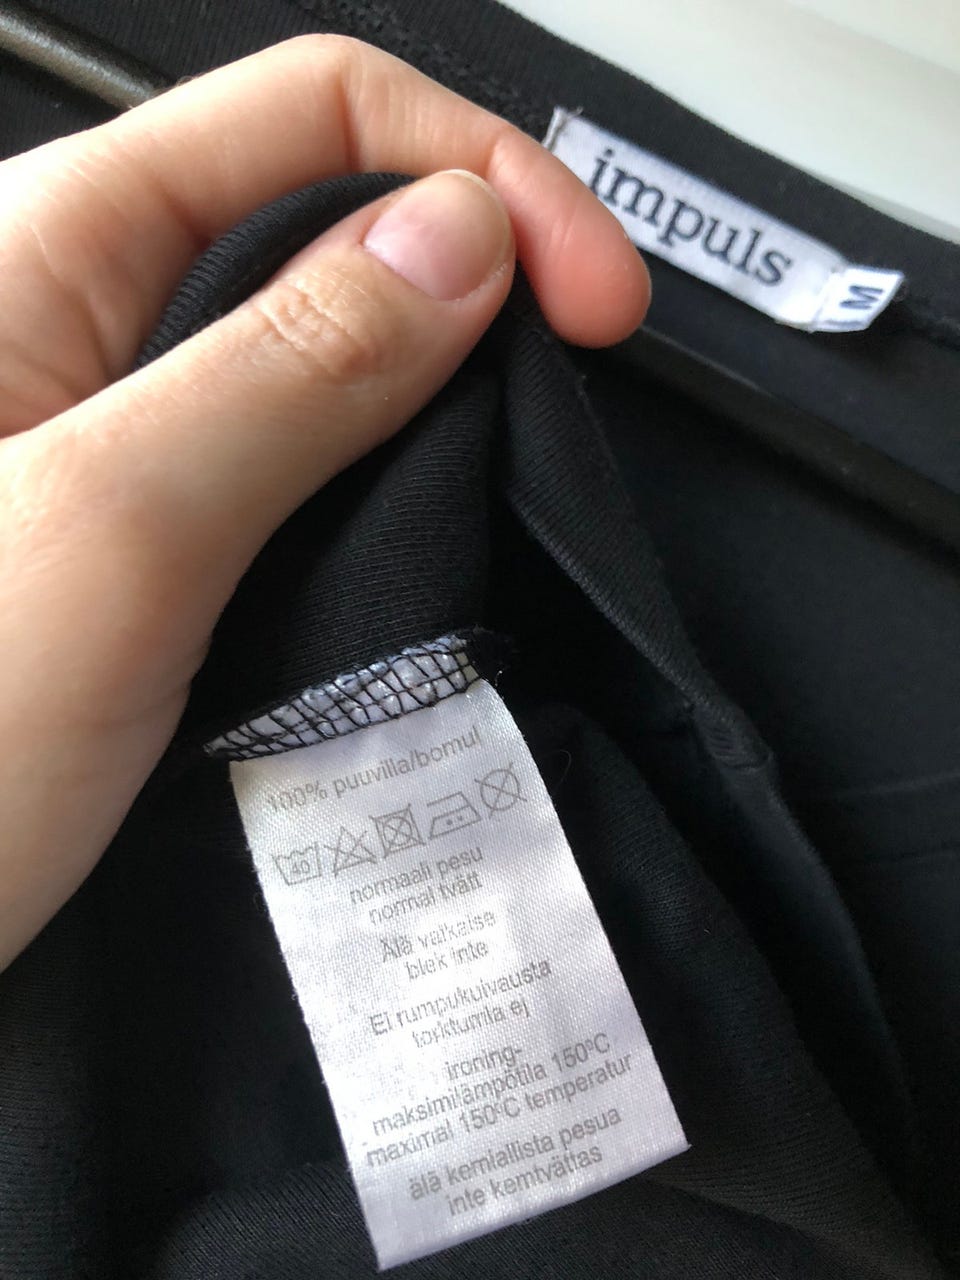 impuls
M
100% puuvilla/bomul
40
normaali pesu
normal tvätt
Älä valkaise
blek inte
Ei rumpukuivausta
torktumla ej
ironing-
maksimilämpötila 150°C
maximal 150°C temperatur
älä kemiallista pesua
inte kemtvättas